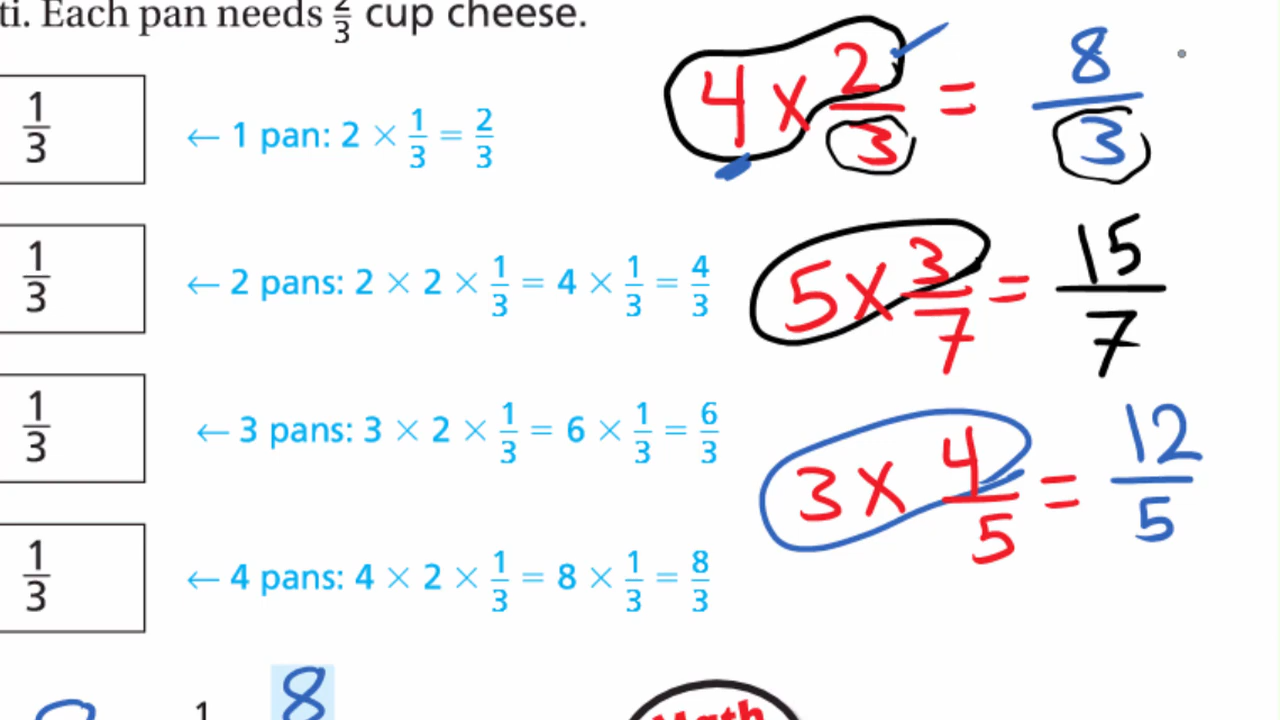 ti. Each pan needs 2/3 cup cheese.
1/3 ← 1 pan: 2 × 1/3 = 2/3
1/3 ← 2 pans: 2 × 2 × 1/3 = 4 × 1/3 = 4/3
1/3 ← 3 pans: 3 × 2 × 1/3 = 6 × 1/3 = 6/3
1/3 ← 4 pans: 4 × 2 × 1/3 = 8 × 1/3 = 8/3
4 × 2/3 = 8/3
5 × 3/7 = 15/7
3 × 4/5 = 12/5
1 8
Math